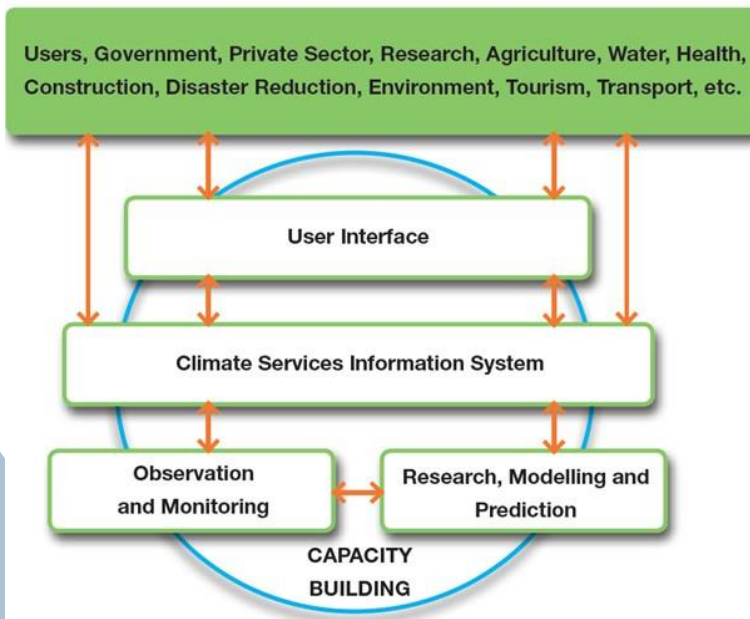 Users, Government, Private Sector, Research, Agriculture, Water, Health,
Construction, Disaster Reduction, Environment, Tourism, Transport, etc.
User Interface
Climate Services Information System
Observation
and Monitoring
Research, Modelling and
Prediction
CAPACITY
BUILDING